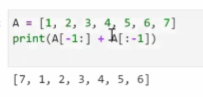 A = [1, 2, 3, 4, 5, 6, 7]
print(A[-1:] + A[:-1])
[7, 1, 2, 3, 4, 5, 6]